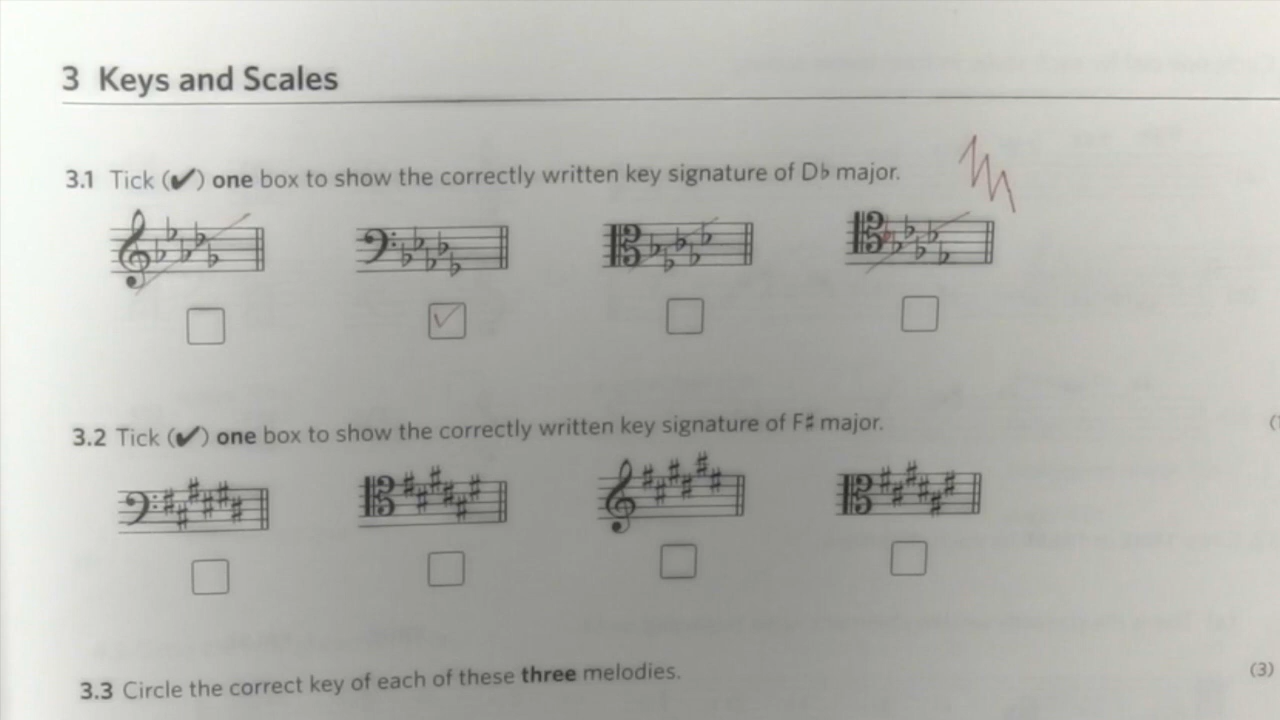 3 Keys and Scales
3.1 Tick (✔) one box to show the correctly written key signature of D♭ major.
3.2 Tick (✔) one box to show the correctly written key signature of F♯ major.
3.3 Circle the correct key of each of these three melodies.
(3)